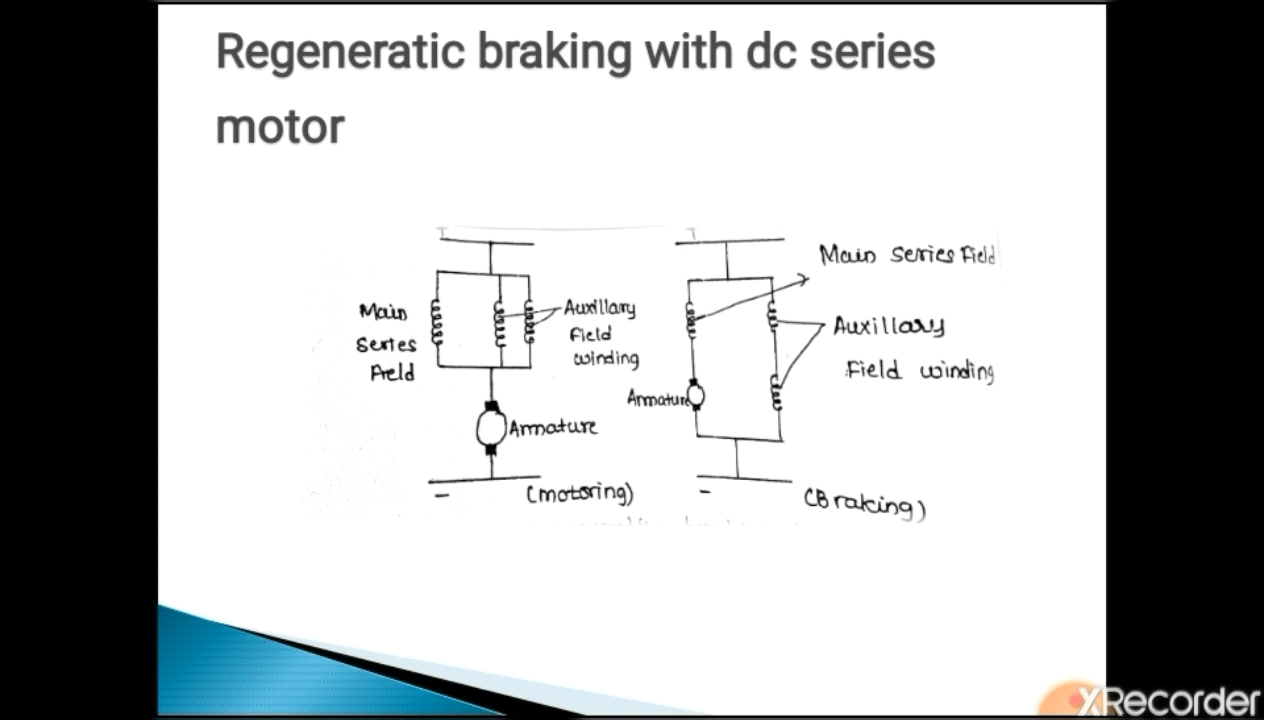 Regeneratic braking with dc series
motor
Main
series
Field
Auxillary
Field
winding
Armature
-
(motoring)
Main series Field
Auxillary
Field winding
Armature
-
(Braking)
XRecorder